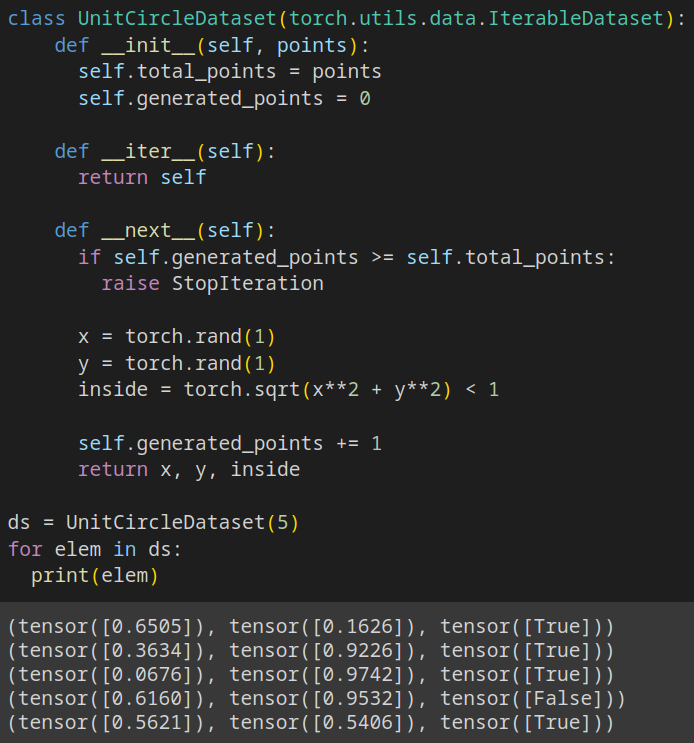 class UnitCircleDataset(torch.utils.data.IterableDataset):
    def __init__(self, points):
      self.total_points = points
      self.generated_points = 0

    def __iter__(self):
      return self

    def __next__(self):
      if self.generated_points >= self.total_points:
        raise StopIteration

      x = torch.rand(1)
      y = torch.rand(1)
      inside = torch.sqrt(x**2 + y**2) < 1

      self.generated_points += 1
      return x, y, inside

ds = UnitCircleDataset(5)
for elem in ds:
  print(elem)

(tensor([0.6505]), tensor([0.1626]), tensor([True]))
(tensor([0.3634]), tensor([0.9226]), tensor([True]))
(tensor([0.0676]), tensor([0.9742]), tensor([True]))
(tensor([0.6160]), tensor([0.9532]), tensor([False]))
(tensor([0.5621]), tensor([0.5406]), tensor([True]))